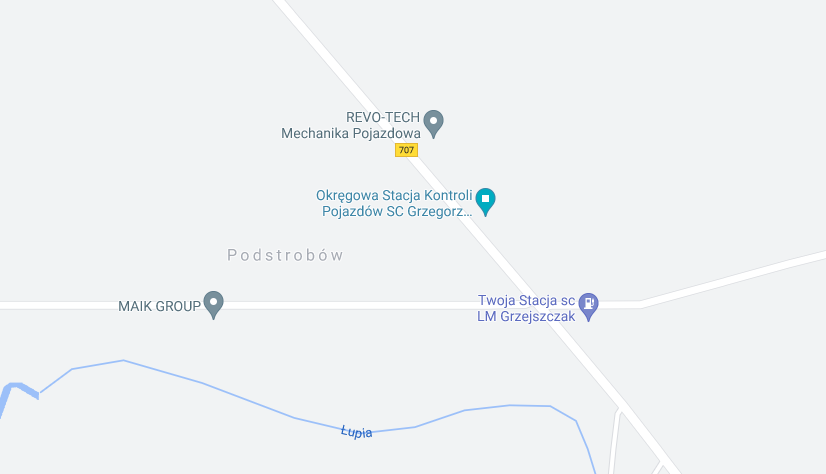 REVO-TECH
Mechanika Pojazdowa
707
Okręgowa Stacja Kontroli
Pojazdów SC Grzegorz...
Podstrobów
MAIK GROUP
Twoja Stacja sc
LM Grzejszczak
Łupia